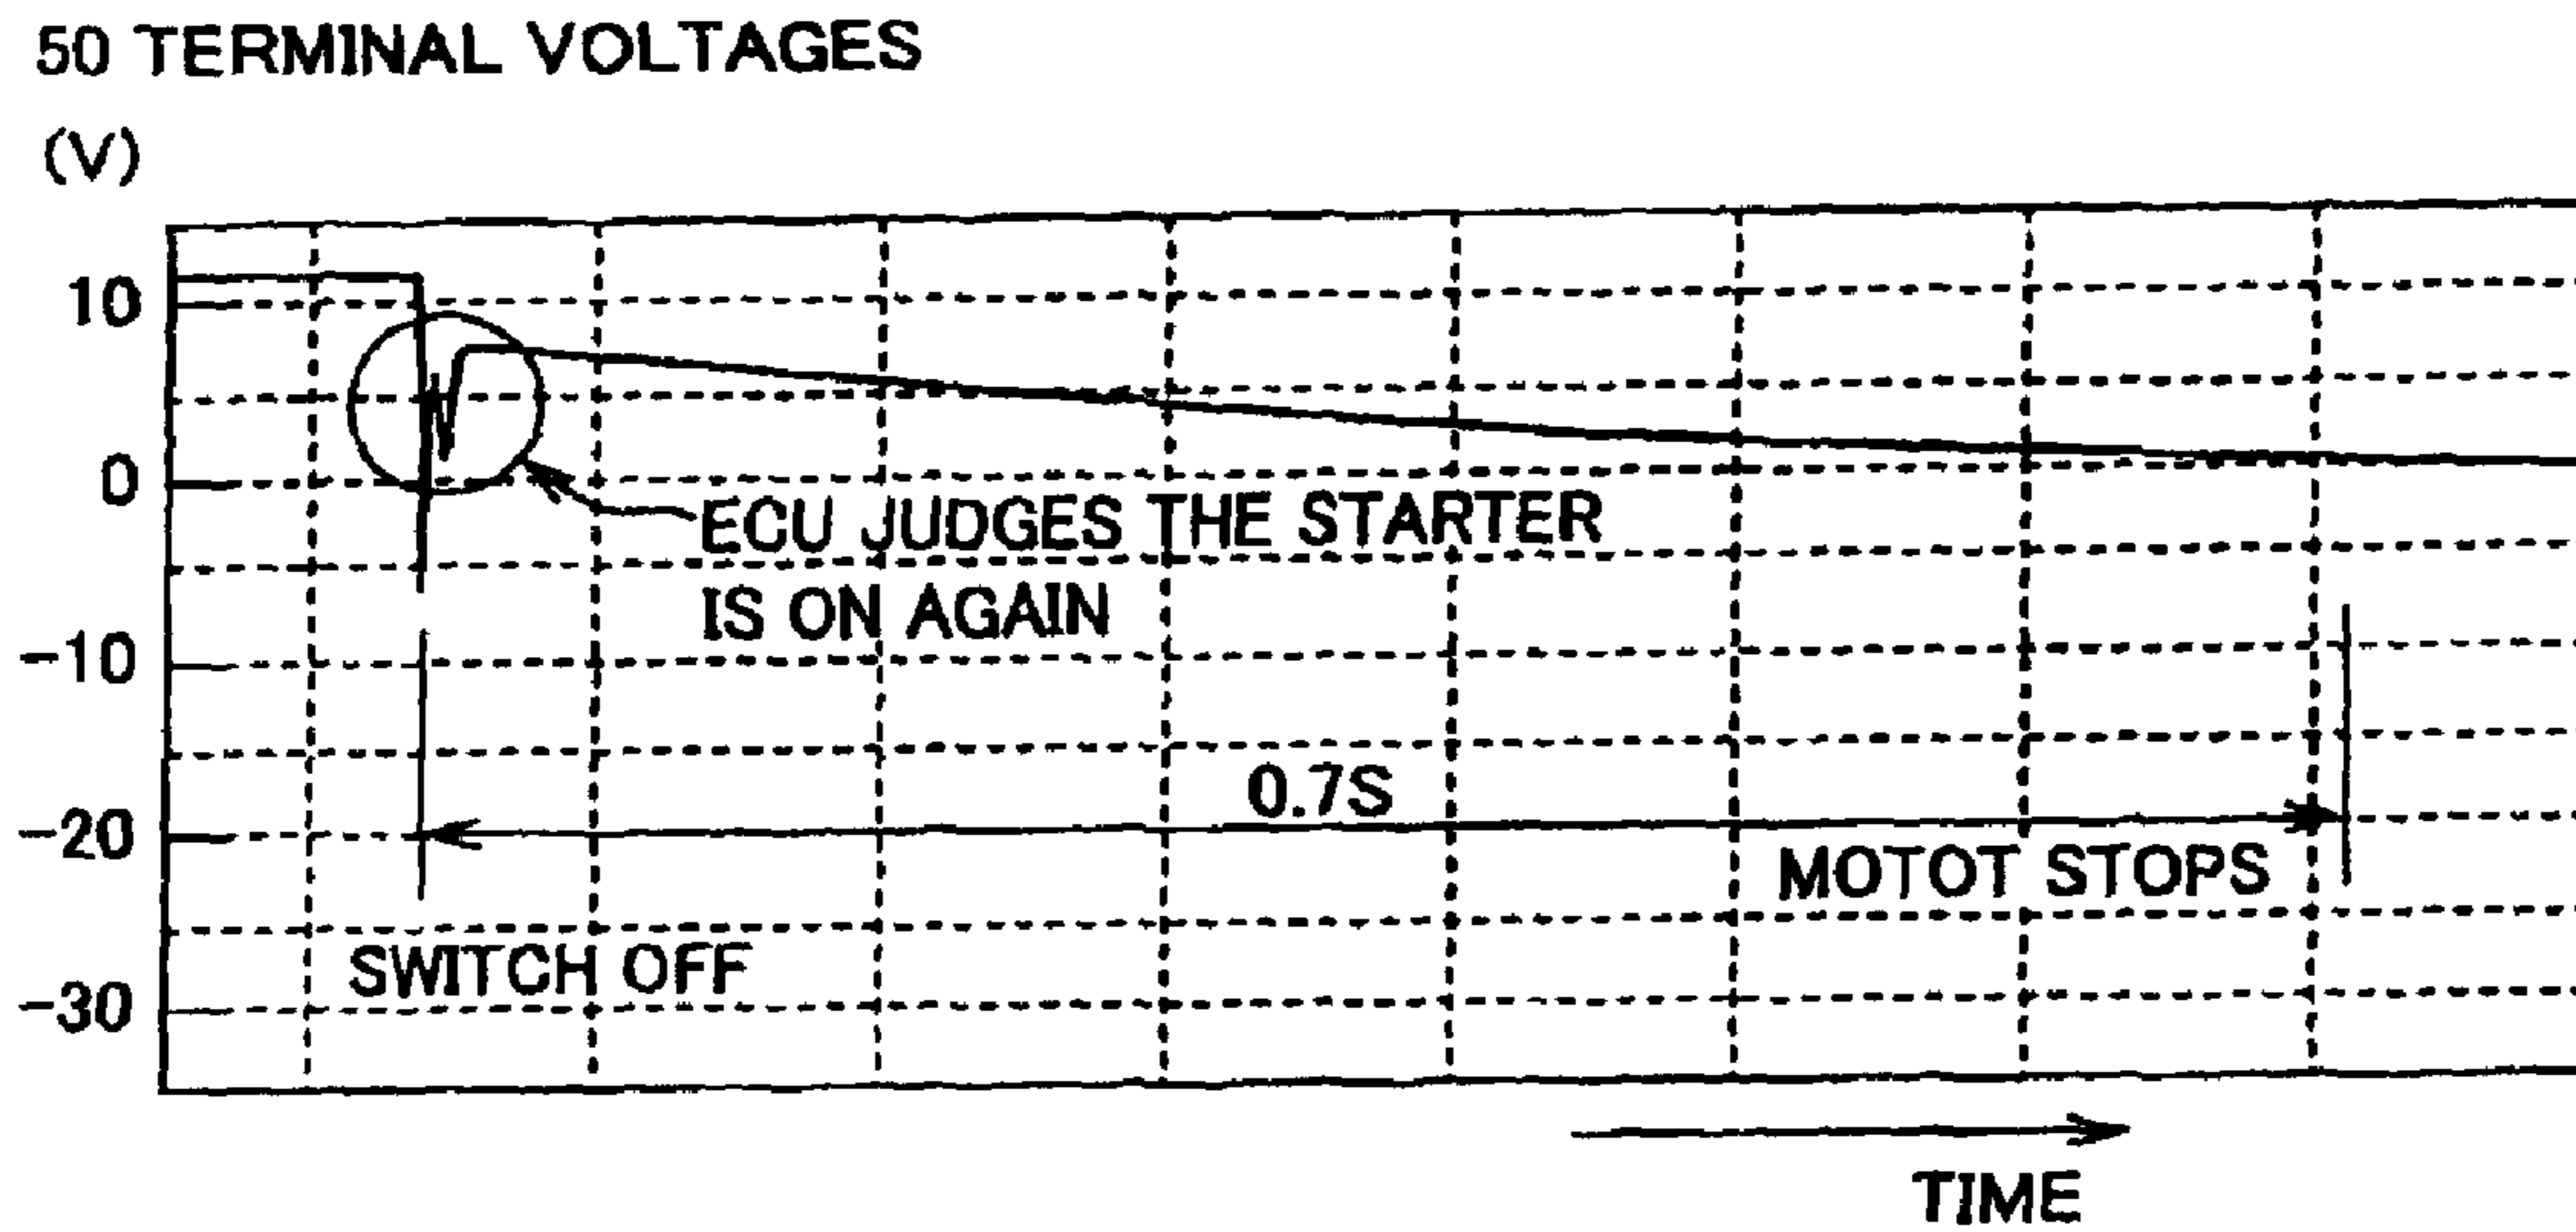 50 TERMINAL VOLTAGES
(V)
10
0
ECU JUDGES THE STARTER
IS ON AGAIN
-10
0.7S
-20
MOTOT STOPS
SWITCH OFF
-30
TIME